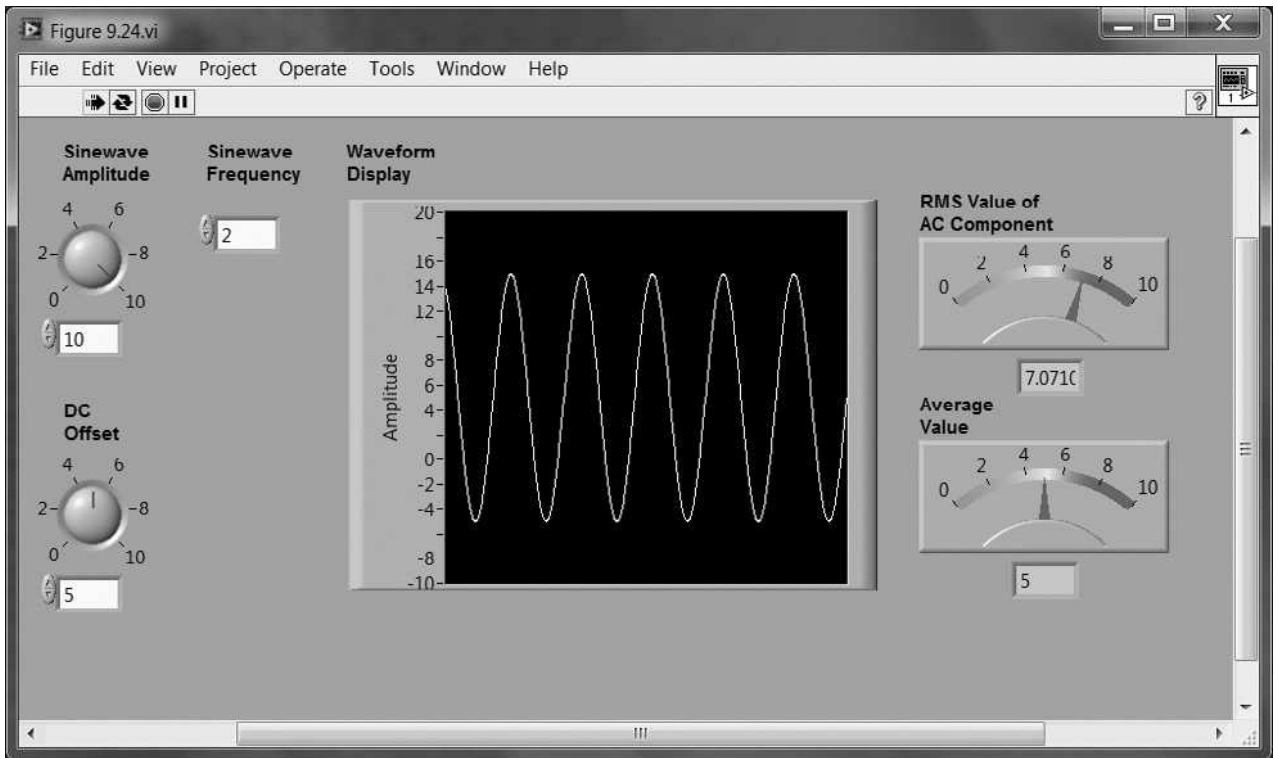 Figure 9.24.vi
File Edit View Project Operate Tools Window Help
1
Sinewave
Amplitude
0 2 4 6 8 10
10
Sinewave
Frequency
2
DC
Offset
0 2 4 6 8 10
5
Waveform
Display
Amplitude
20
16
14
12
8
6
4
0
-2
-4
-8
-10
RMS Value of
AC Component
0 2 4 6 8 10
7.071
Average
Value
0 2 4 6 8 10
5